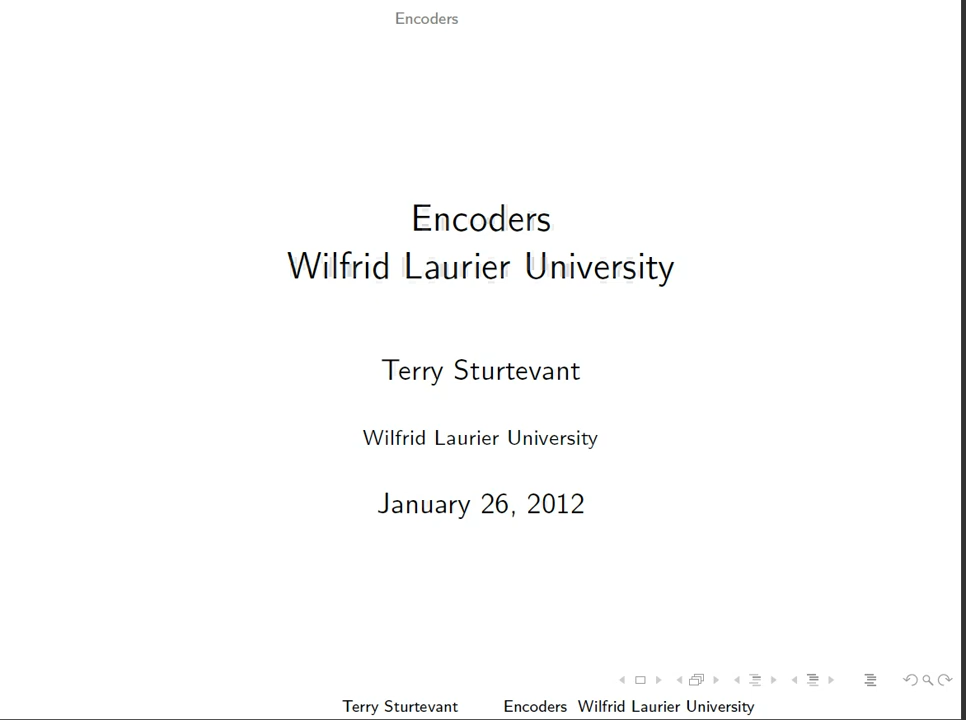 Encoders
Encoders
Wilfrid Laurier University
Terry Sturtevant
Wilfrid Laurier University
January 26, 2012
Terry Sturtevant Encoders Wilfrid Laurier University